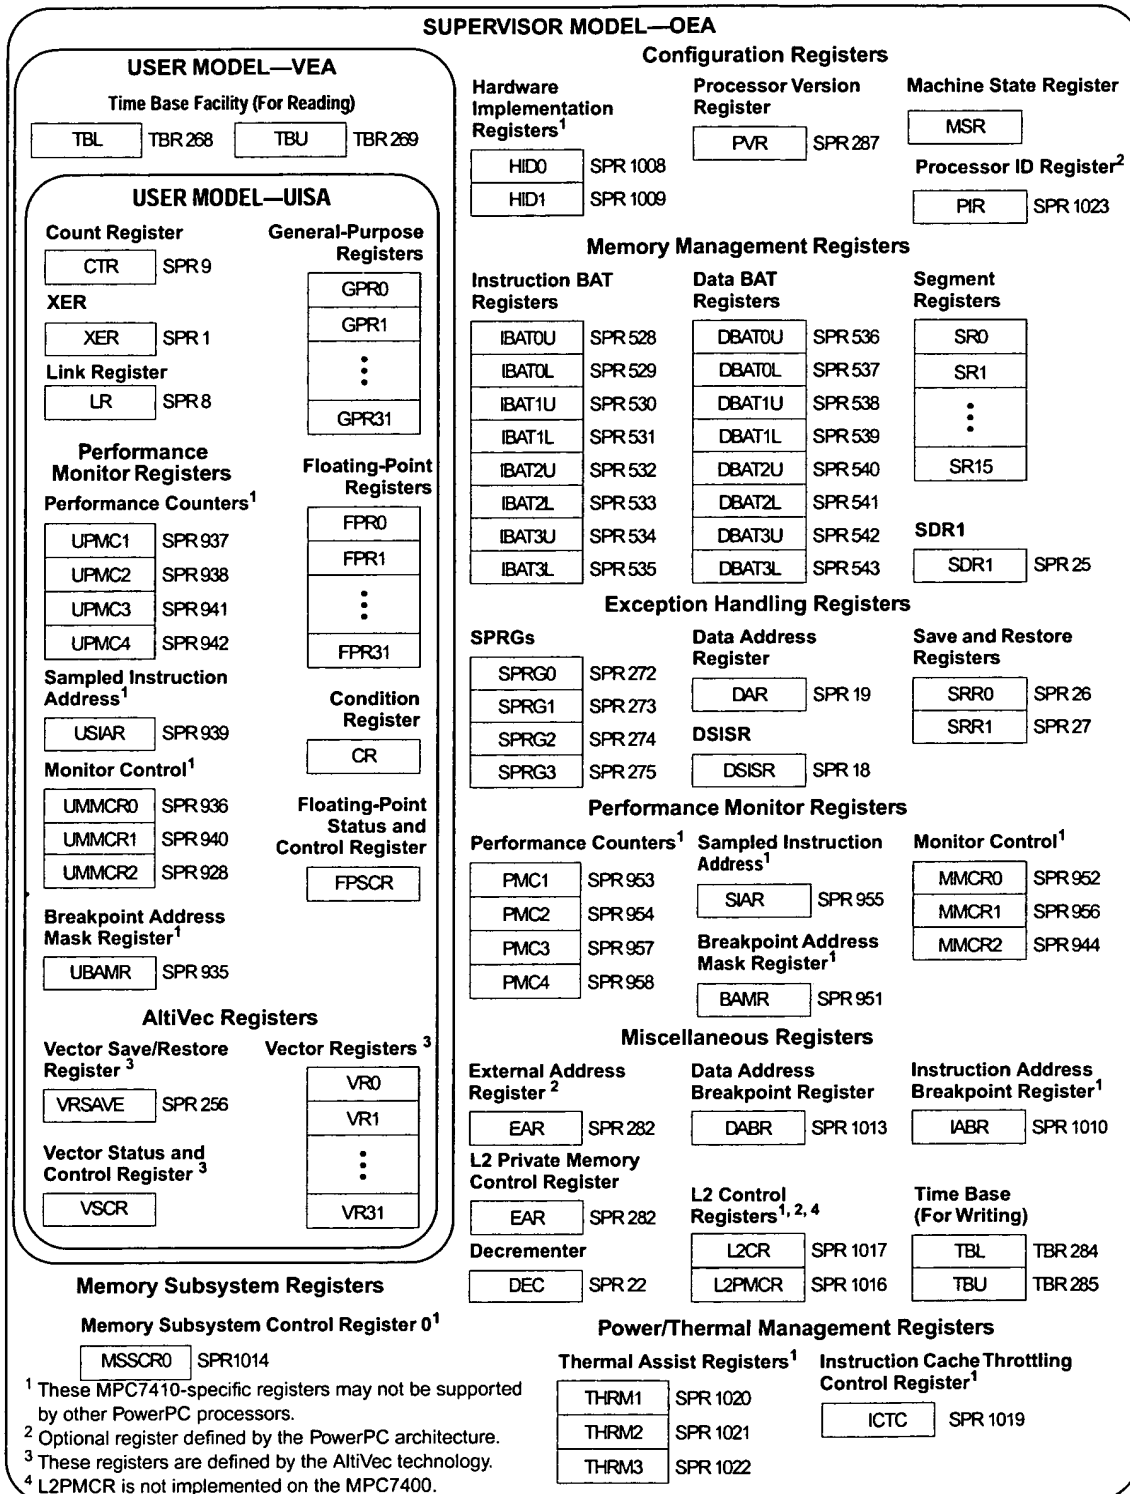 SUPERVISOR MODEL—OEA
USER MODEL—VEA
Time Base Facility (For Reading)
TBL TBR 268 TBU TBR 269
USER MODEL—UISA
Count Register
CTR SPR 9
XER
XER SPR 1
Link Register
LR SPR 8
Performance
Monitor Registers
Performance Counters1
UPMC1 SPR 937
UPMC2 SPR 938
UPMC3 SPR 941
UPMC4 SPR 942
Sampled Instruction
Address1
USIAR SPR 939
Monitor Control1
UMMCR0 SPR 936
UMMCR1 SPR 940
UMMCR2 SPR 928
Breakpoint Address
Mask Register1
UBAMR SPR 935
General-Purpose
Registers
GPR0
GPR1
GPR31
Floating-Point
Registers
FPR0
FPR1
FPR31
Condition
Register
CR
Floating-Point
Status and
Control Register
FPSCR
AltiVec Registers
Vector Save/Restore
Register 3
VRSAVE SPR 256
Vector Status and
Control Register 3
VSCR
Vector Registers 3
VR0
VR1
VR31
Memory Subsystem Registers
Memory Subsystem Control Register 01
MSSCR0 SPR1014
Configuration Registers
Hardware
Implementation
Registers1
HID0 SPR 1008
HID1 SPR 1009
Processor Version
Register
PVR SPR 287
Machine State Register
MSR
Processor ID Register2
PIR SPR 1023
Memory Management Registers
Instruction BAT
Registers
IBAT0U SPR 528
IBAT0L SPR 529
IBAT1U SPR 530
IBAT1L SPR 531
IBAT2U SPR 532
IBAT2L SPR 533
IBAT3U SPR 534
IBAT3L SPR 535
Data BAT
Registers
DBAT0U SPR 536
DBAT0L SPR 537
DBAT1U SPR 538
DBAT1L SPR 539
DBAT2U SPR 540
DBAT2L SPR 541
DBAT3U SPR 542
DBAT3L SPR 543
Segment
Registers
SR0
SR1
SR15
SDR1
SDR1 SPR 25
Exception Handling Registers
SPRGs
SPRG0 SPR 272
SPRG1 SPR 273
SPRG2 SPR 274
SPRG3 SPR 275
Data Address
Register
DAR SPR 19
DSISR
DSISR SPR 18
Save and Restore
Registers
SRR0 SPR 26
SRR1 SPR 27
Performance Monitor Registers
Performance Counters1
PMC1 SPR 953
PMC2 SPR 954
PMC3 SPR 957
PMC4 SPR 958
Sampled Instruction
Address1
SIAR SPR 955
Breakpoint Address
Mask Register1
BAMR SPR 951
Monitor Control1
MMCR0 SPR 952
MMCR1 SPR 956
MMCR2 SPR 944
Miscellaneous Registers
External Address
Register 2
EAR SPR 282
L2 Private Memory
Control Register
EAR SPR 282
Decrementer
DEC SPR 22
Data Address
Breakpoint Register
DABR SPR 1013
L2 Control
Registers1, 2, 4
L2CR SPR 1017
L2PMCR SPR 1016
Instruction Address
Breakpoint Register1
IABR SPR 1010
Time Base
(For Writing)
TBL TBR 284
TBU TBR 285
Power/Thermal Management Registers
Thermal Assist Registers1
THRM1 SPR 1020
THRM2 SPR 1021
THRM3 SPR 1022
Instruction Cache Throttling
Control Register1
ICTC SPR 1019
1 These MPC7410-specific registers may not be supported
by other PowerPC processors.
2 Optional register defined by the PowerPC architecture.
3 These registers are defined by the AltiVec technology.
4 L2PMCR is not implemented on the MPC7400.